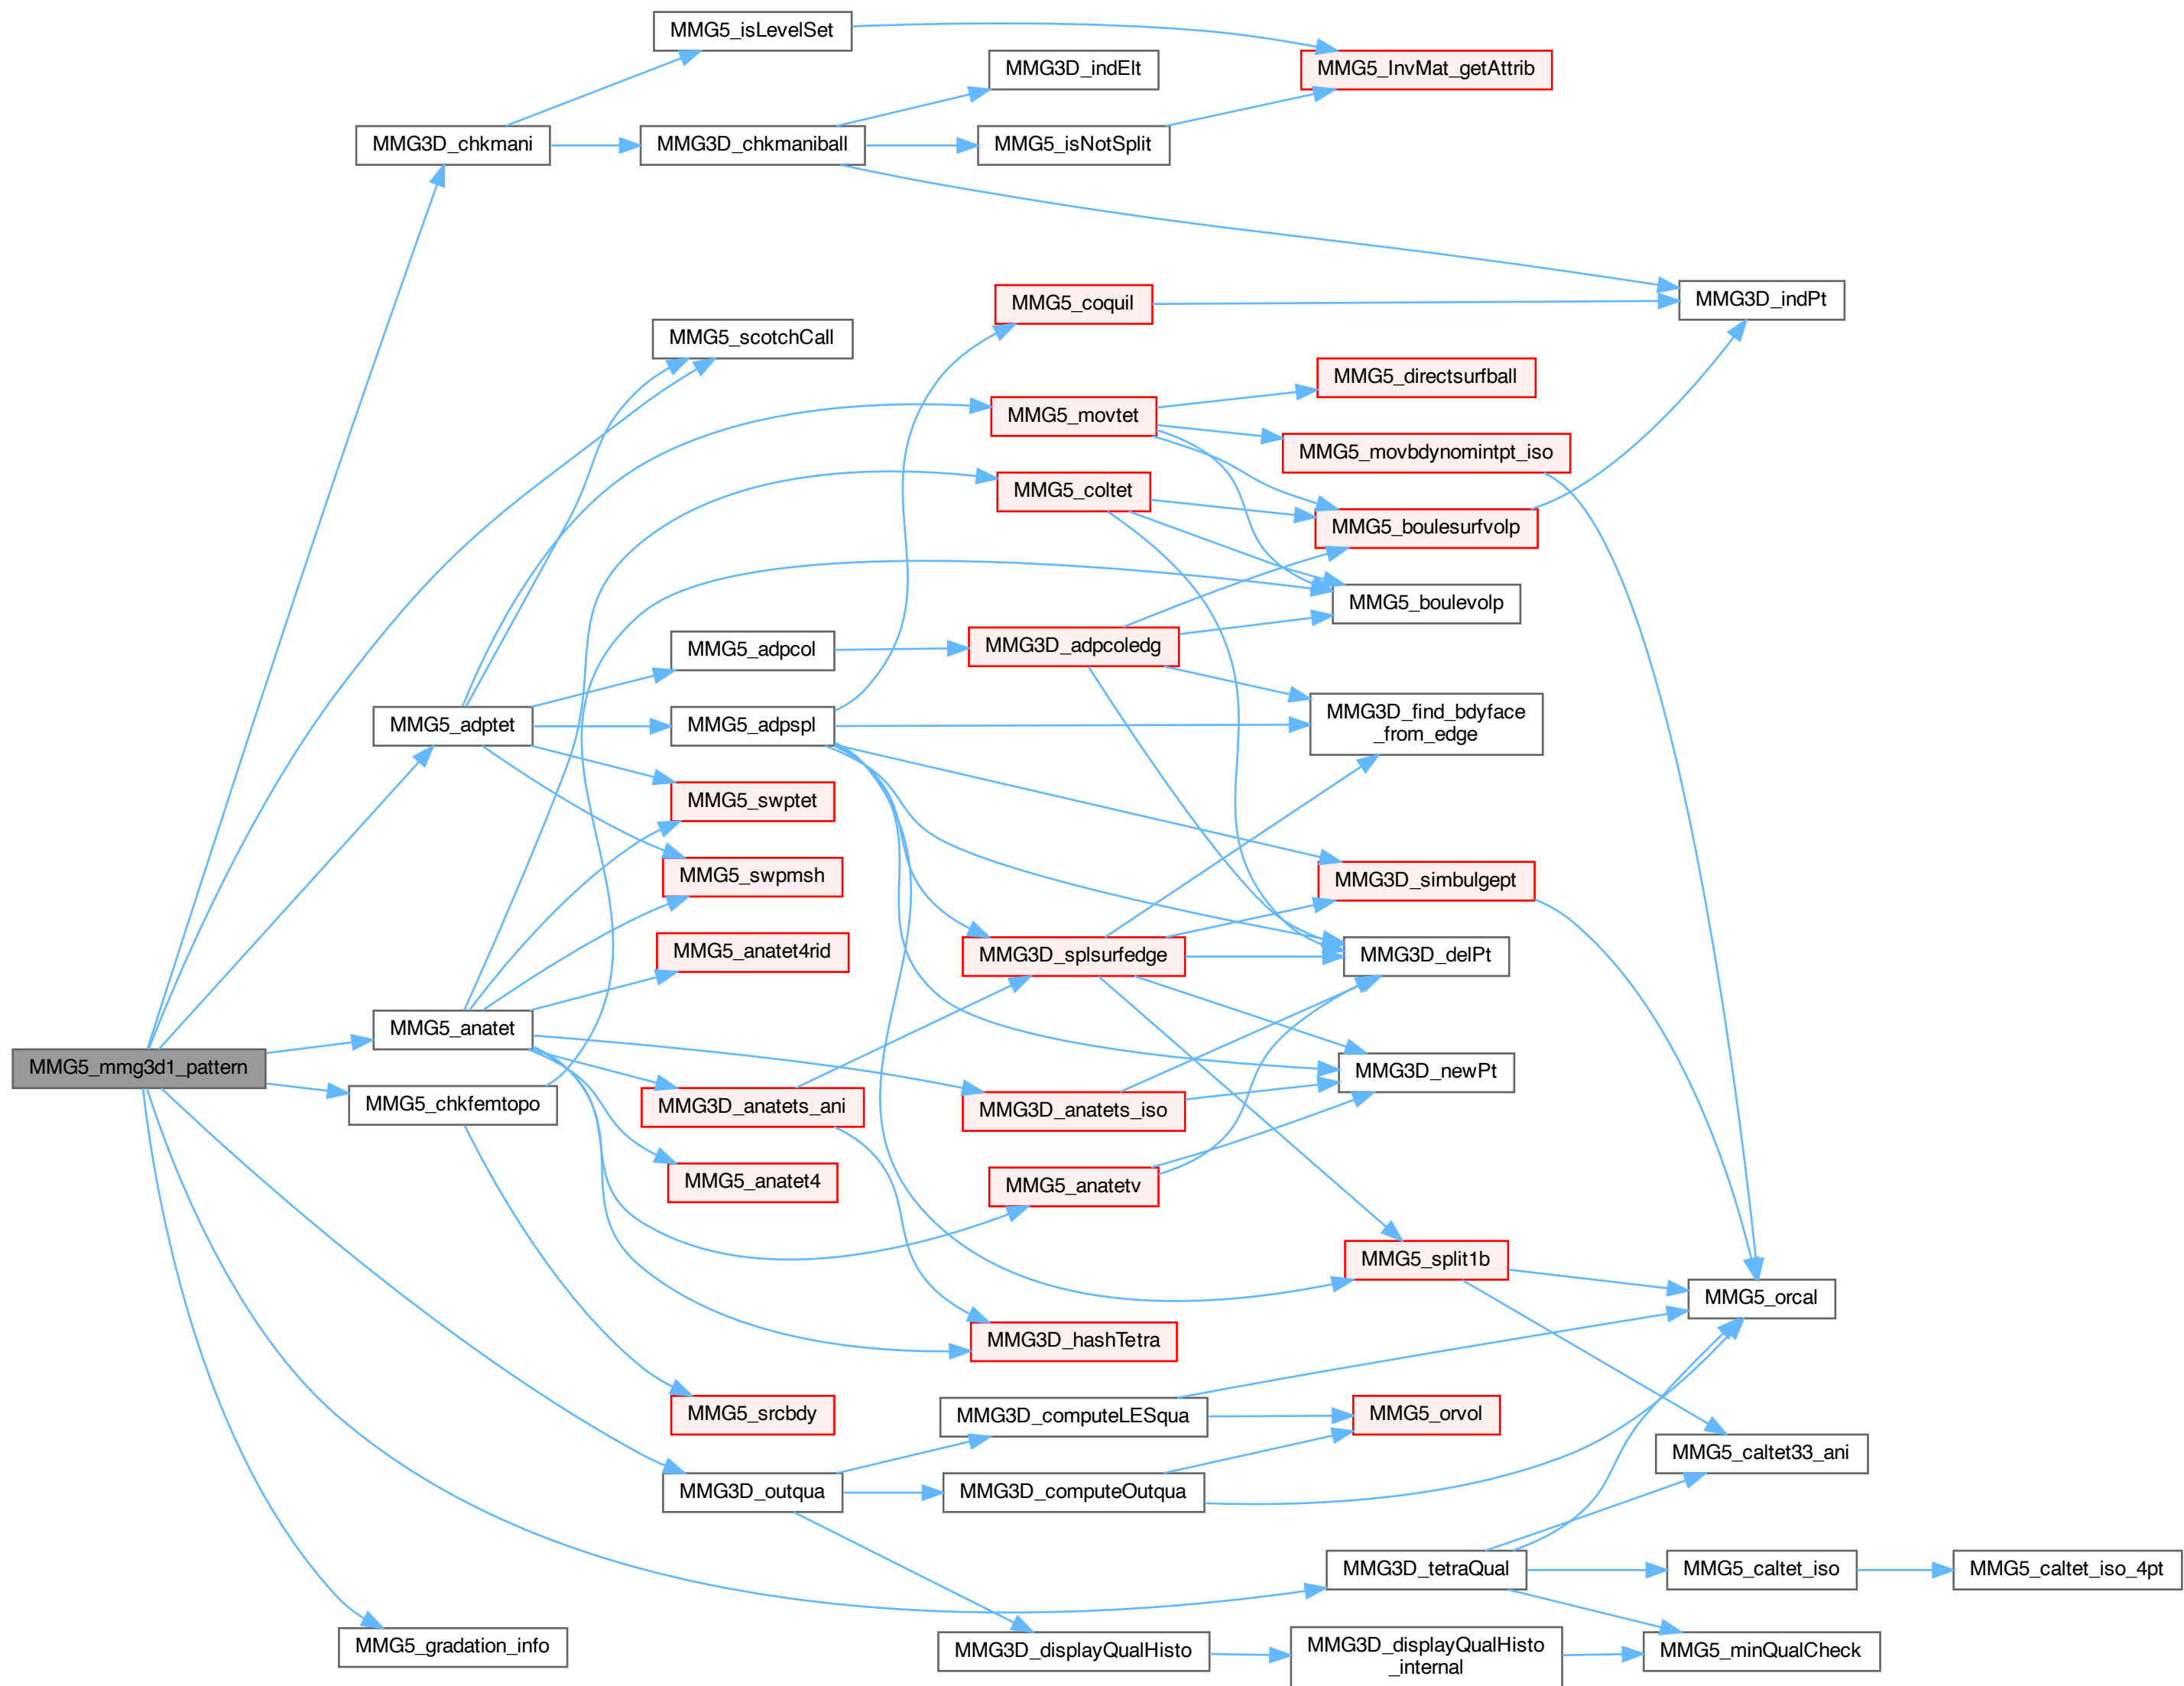 MMG5_isLevelSet
MMG3D_indElt
MMG5_InvMat_getAttrib
MMG3D_chkmani
MMG3D_chkmaniball
MMG5_isNotSplit
MMG5_coquil
MMG3D_indPt
MMG5_scotchCall
MMG5_directsurfball
MMG5_movtet
MMG5_movbdynomintpt_iso
MMG5_coltet
MMG5_boulesurfvolp
MMG5_boulevolp
MMG5_adpcol
MMG3D_adpcoledg
MMG5_adptet
MMG5_adpspl
MMG3D_find_bdyface
_from_edge
MMG5_swptet
MMG5_swpmsh
MMG3D_simbulgept
MMG5_anatet4rid
MMG3D_splsurfedge
MMG3D_delPt
MMG5_anatet
MMG5_mmg3d1_pattern
MMG3D_newPt
MMG5_chkfemtopo
MMG3D_anatets_ani
MMG3D_anatets_iso
MMG5_anatet4
MMG5_anatetv
MMG5_split1b
MMG5_orcal
MMG3D_hashTetra
MMG5_srcbdy
MMG3D_computeLESqua
MMG5_orvol
MMG5_caltet33_ani
MMG3D_outqua
MMG3D_computeOutqua
MMG3D_tetraQual
MMG5_caltet_iso
MMG5_caltet_iso_4pt
MMG5_gradation_info
MMG3D_displayQualHisto
MMG3D_displayQualHisto
_internal
MMG5_minQualCheck